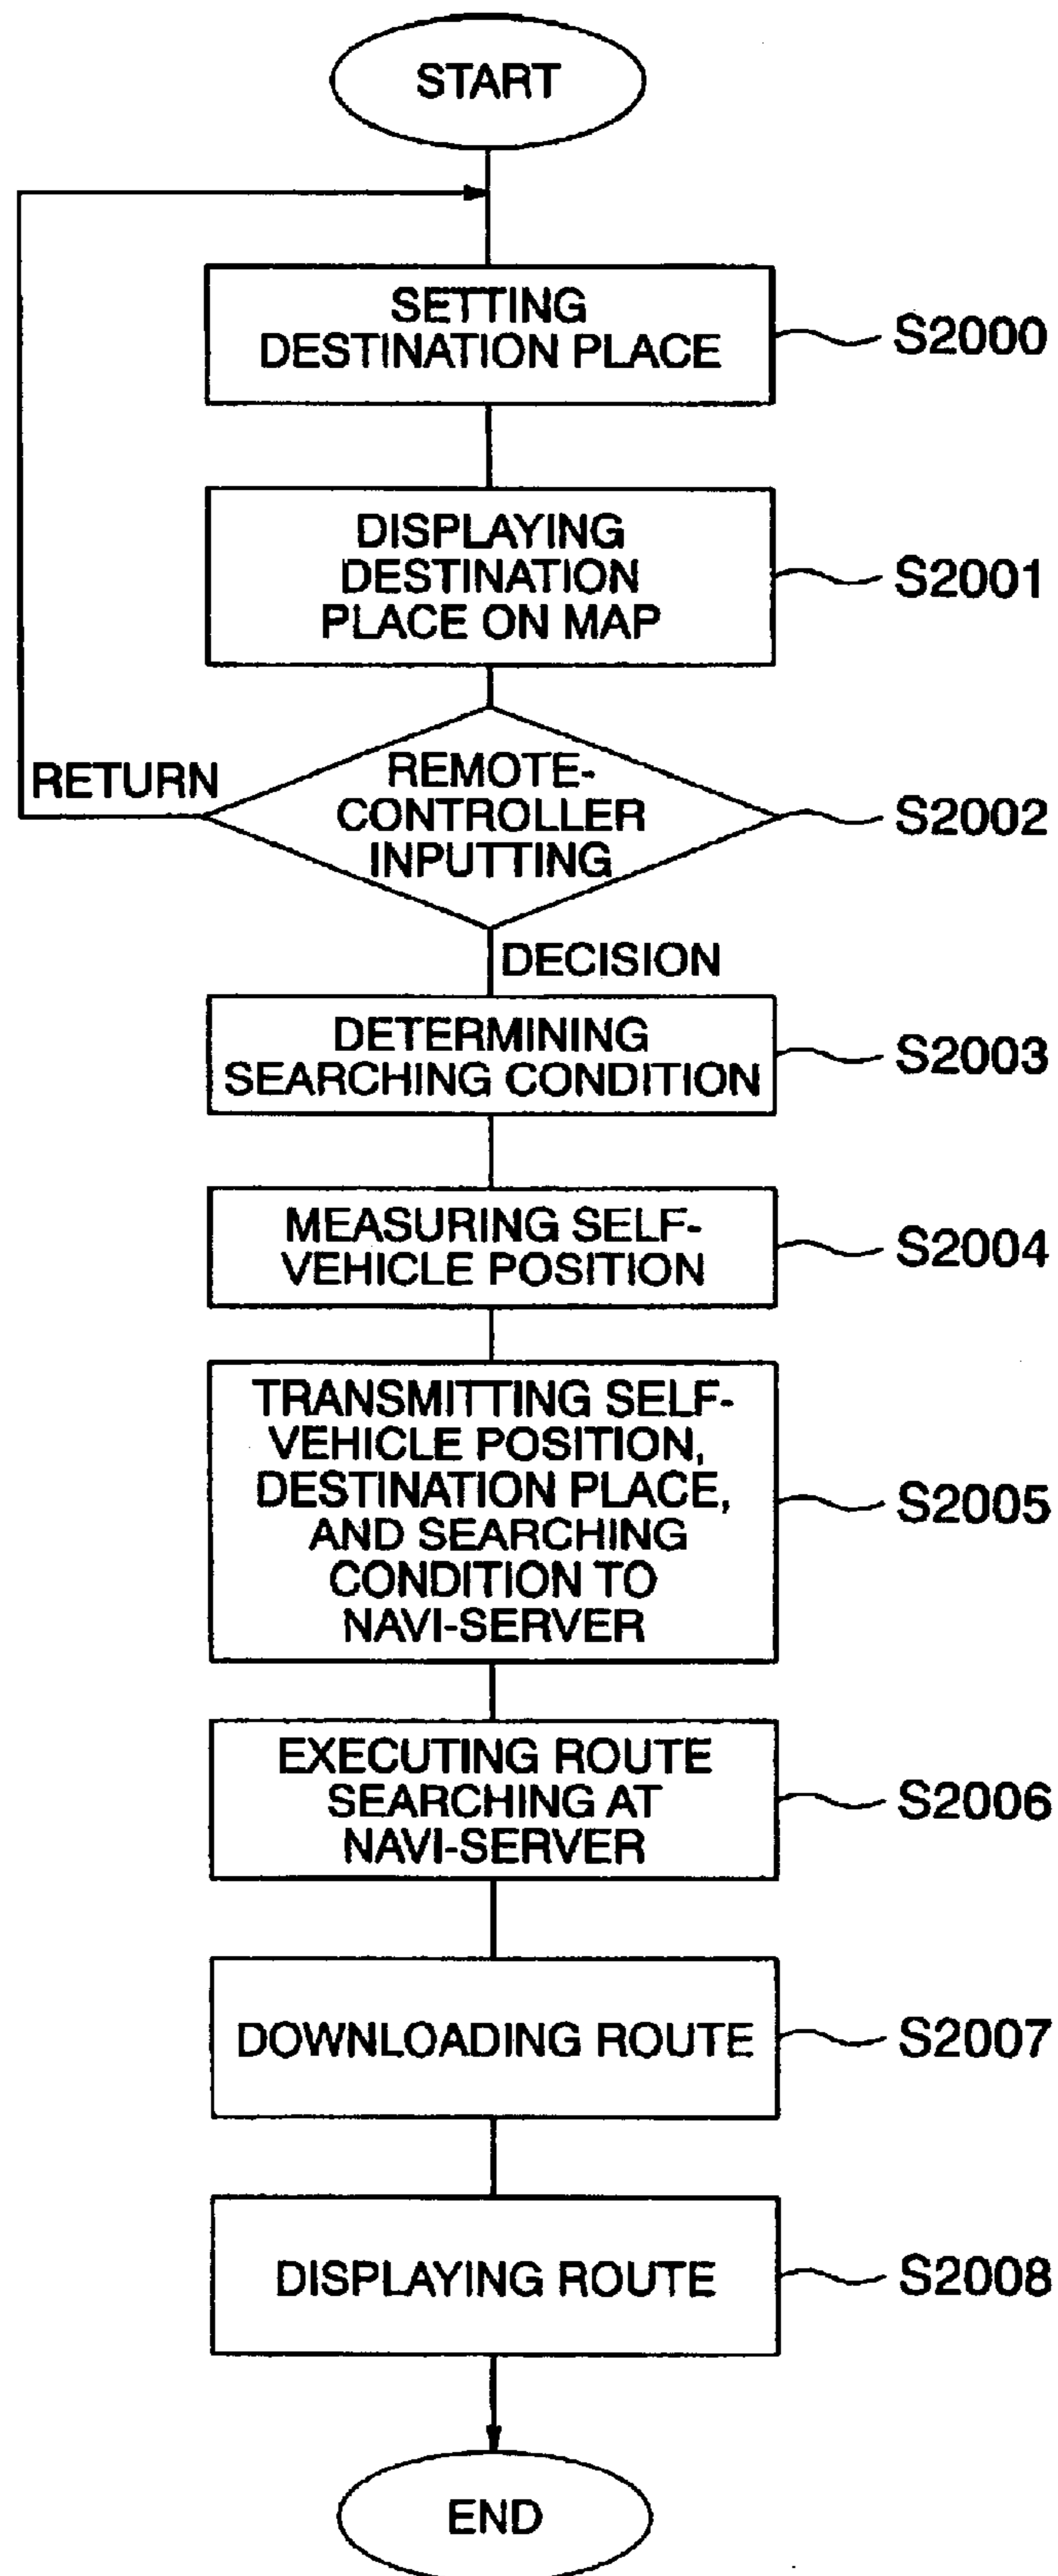 START
SETTING
DESTINATION PLACE
S2000
DISPLAYING
DESTINATION
PLACE ON MAP
S2001
RETURN
REMOTE-
CONTROLLER
INPUTTING
S2002
DECISION
DETERMINING
SEARCHING CONDITION
S2003
MEASURING SELF-
VEHICLE POSITION
S2004
TRANSMITTING SELF-
VEHICLE POSITION,
DESTINATION PLACE,
AND SEARCHING
CONDITION TO
NAVI-SERVER
S2005
EXECUTING ROUTE
SEARCHING AT
NAVI-SERVER
S2006
DOWNLOADING ROUTE
S2007
DISPLAYING ROUTE
S2008
END